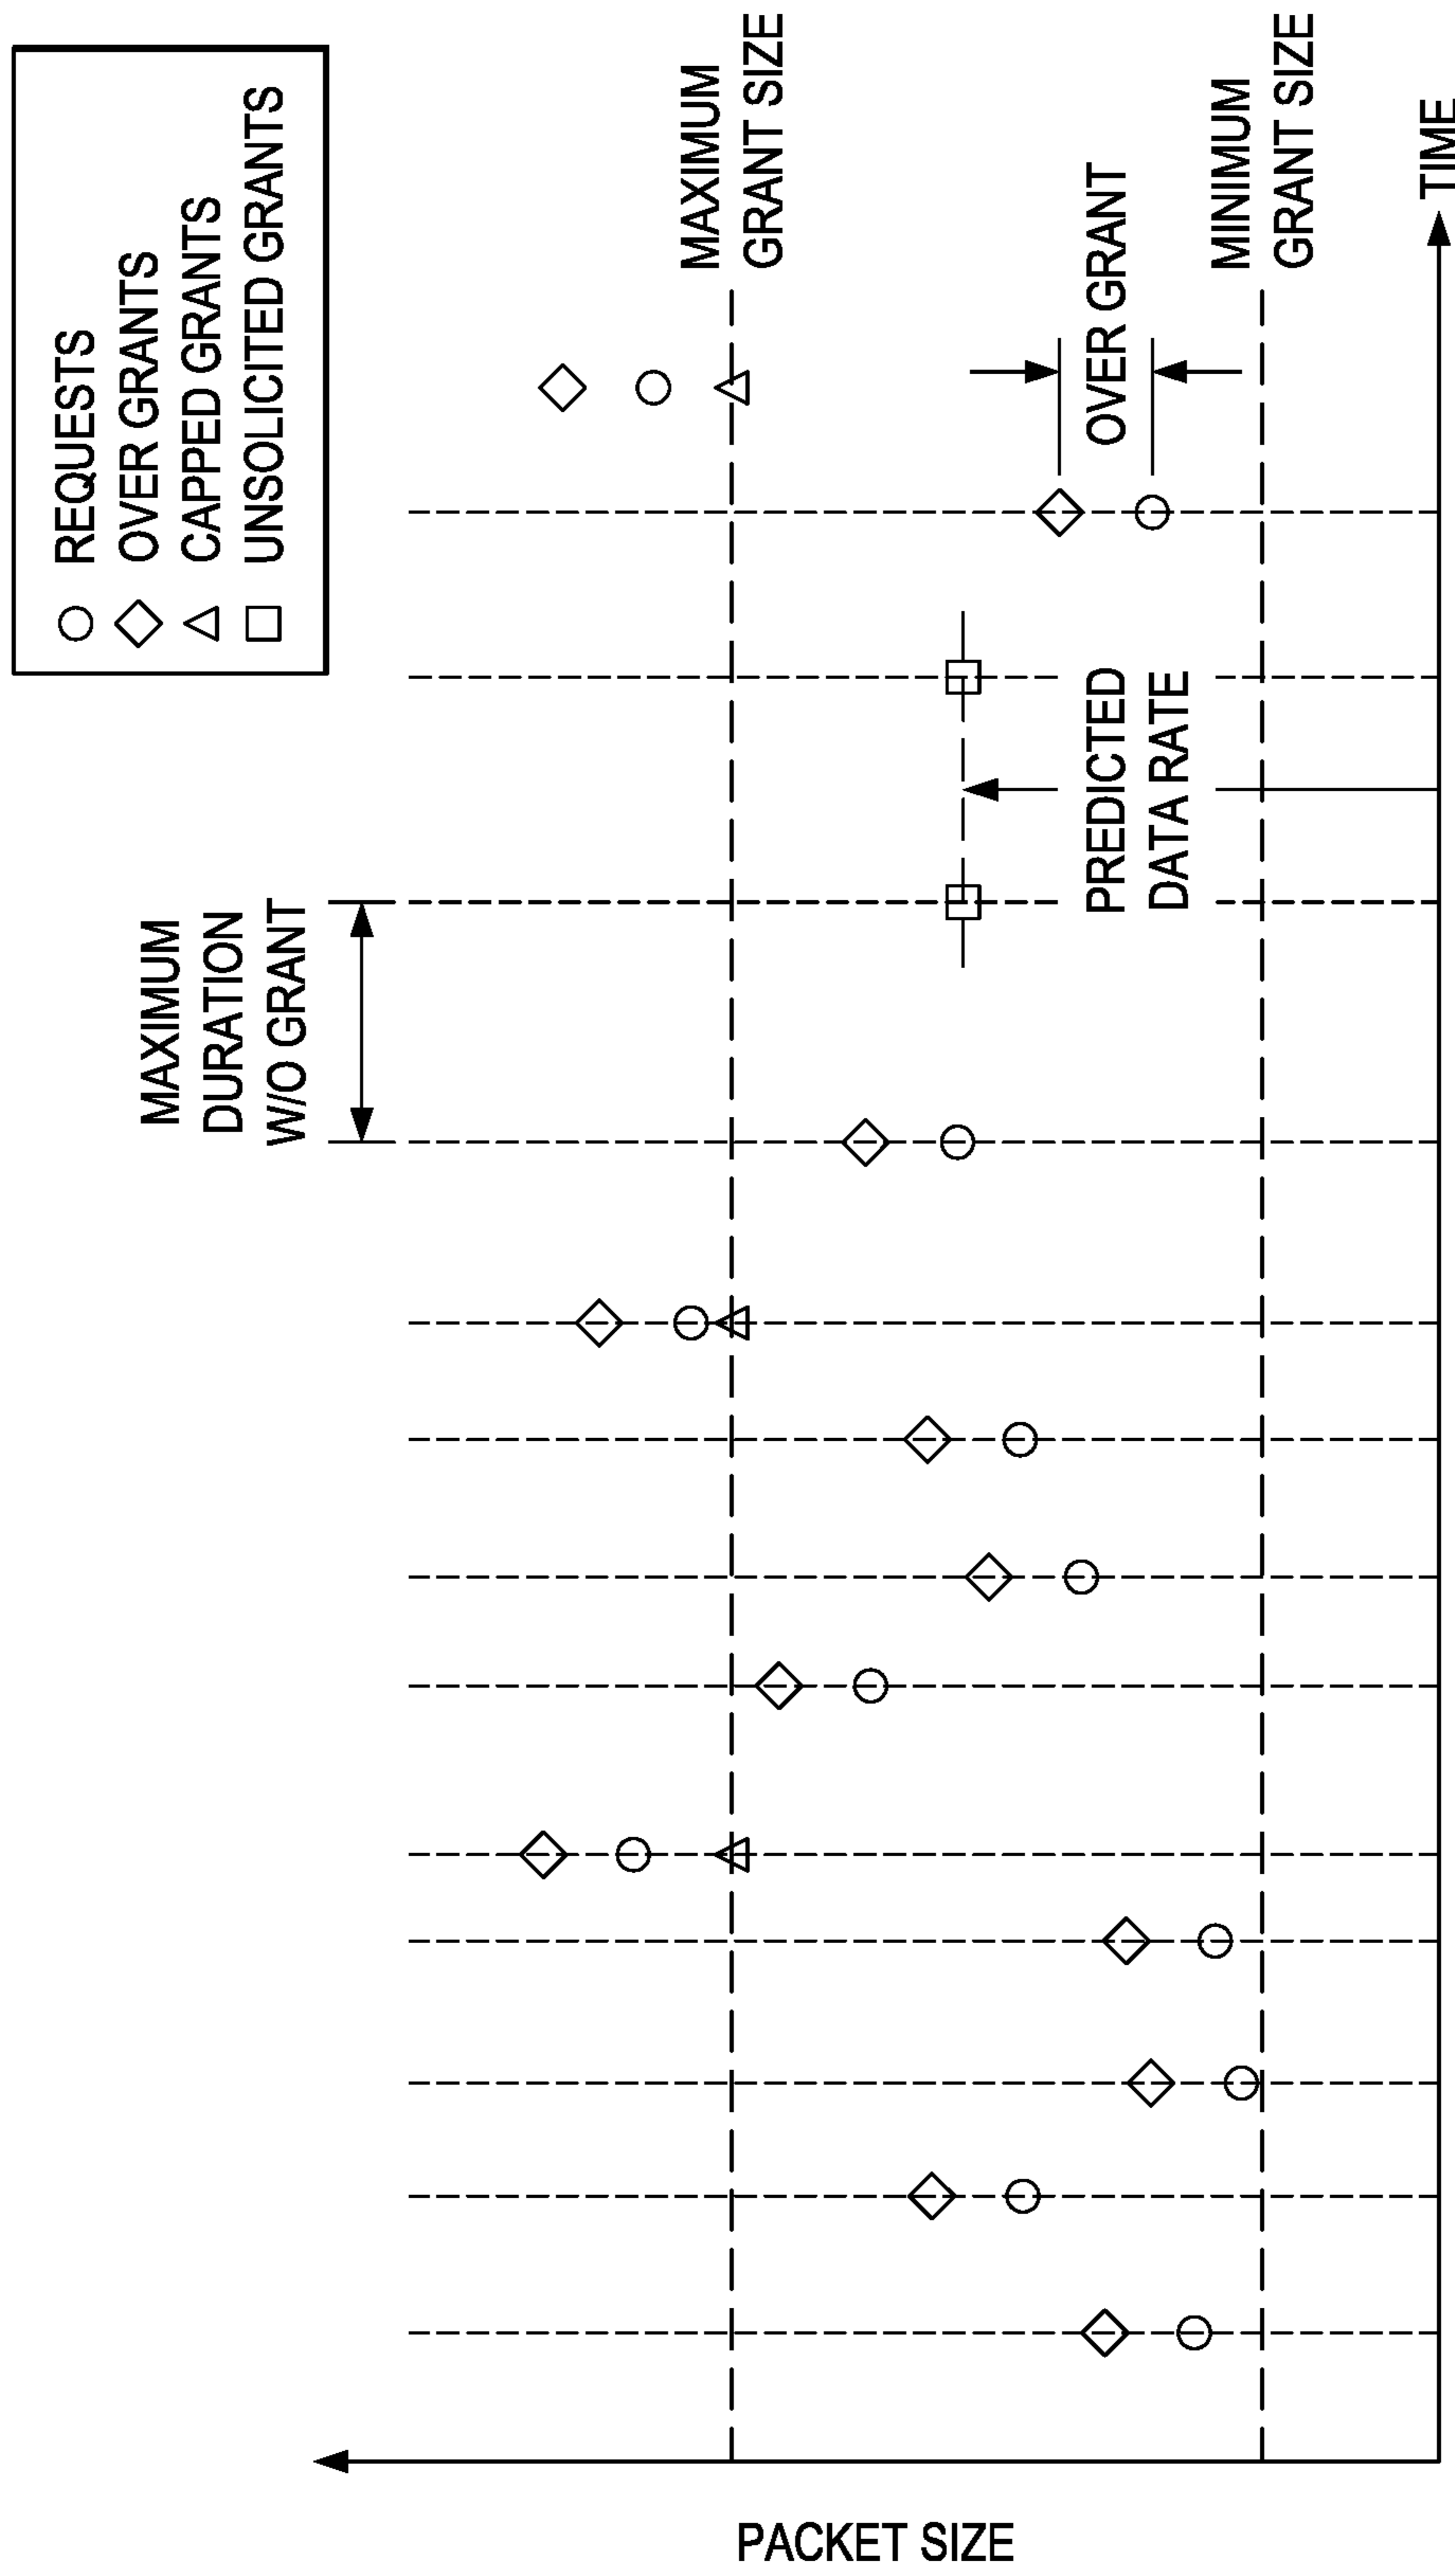 REQUESTS
OVER GRANTS
CAPPED GRANTS
UNSOLICITED GRANTS
MAXIMUM
DURATION
W/O GRANT
MAXIMUM
GRANT SIZE
PREDICTED
DATA RATE
OVER GRANT
MINIMUM
GRANT SIZE
TIME
PACKET SIZE